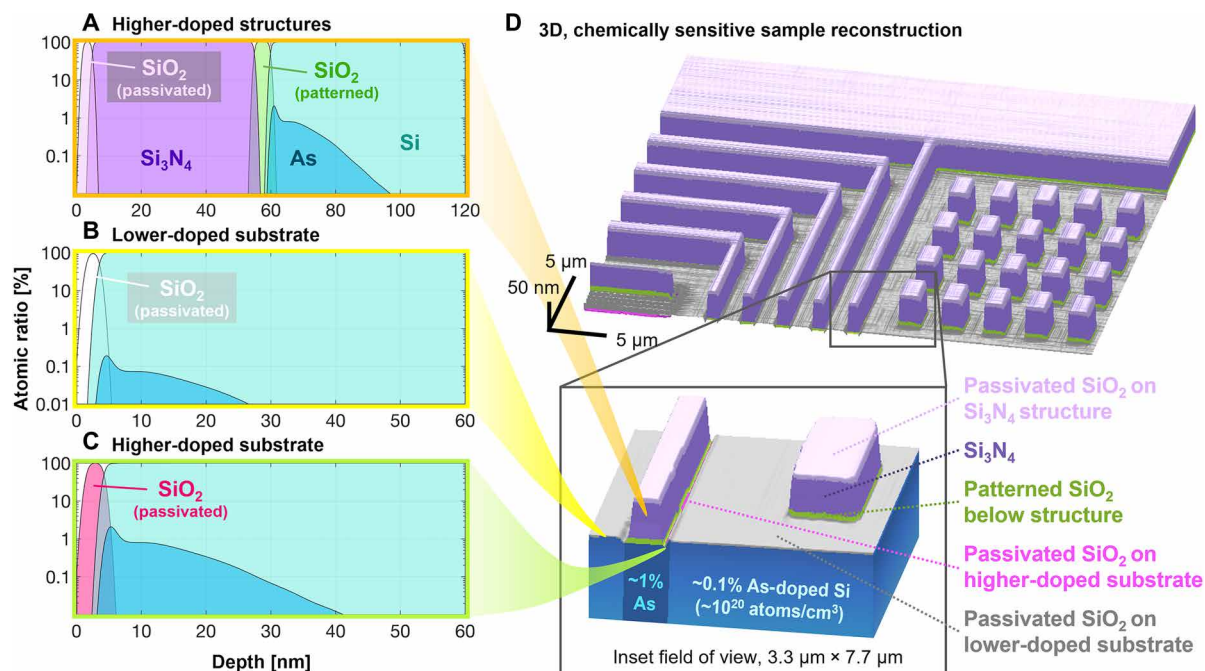 A Higher-doped structures
100
10
1
0.1
SiO2
(passivated)
SiO2
(patterned)
Si3N4
As
Si
0 20 40 60 80 100 120
B Lower-doped substrate
100
10
1
0.1
0.01
SiO2
(passivated)
0 10 20 30 40 50 60
Atomic ratio [%]
C Higher-doped substrate
100
10
1
0.1
SiO2
(passivated)
0 10 20 30 40 50 60
Depth [nm]
D 3D, chemically sensitive sample reconstruction
5 µm
50 nm
5 µm
~1%
As
~0.1% As-doped Si
(~10²⁰ atoms/cm³)
Inset field of view, 3.3 µm × 7.7 µm
Passivated SiO2 on
Si3N4 structure
Si3N4
Patterned SiO2
below structure
Passivated SiO2 on
higher-doped substrate
Passivated SiO2 on
lower-doped substrate